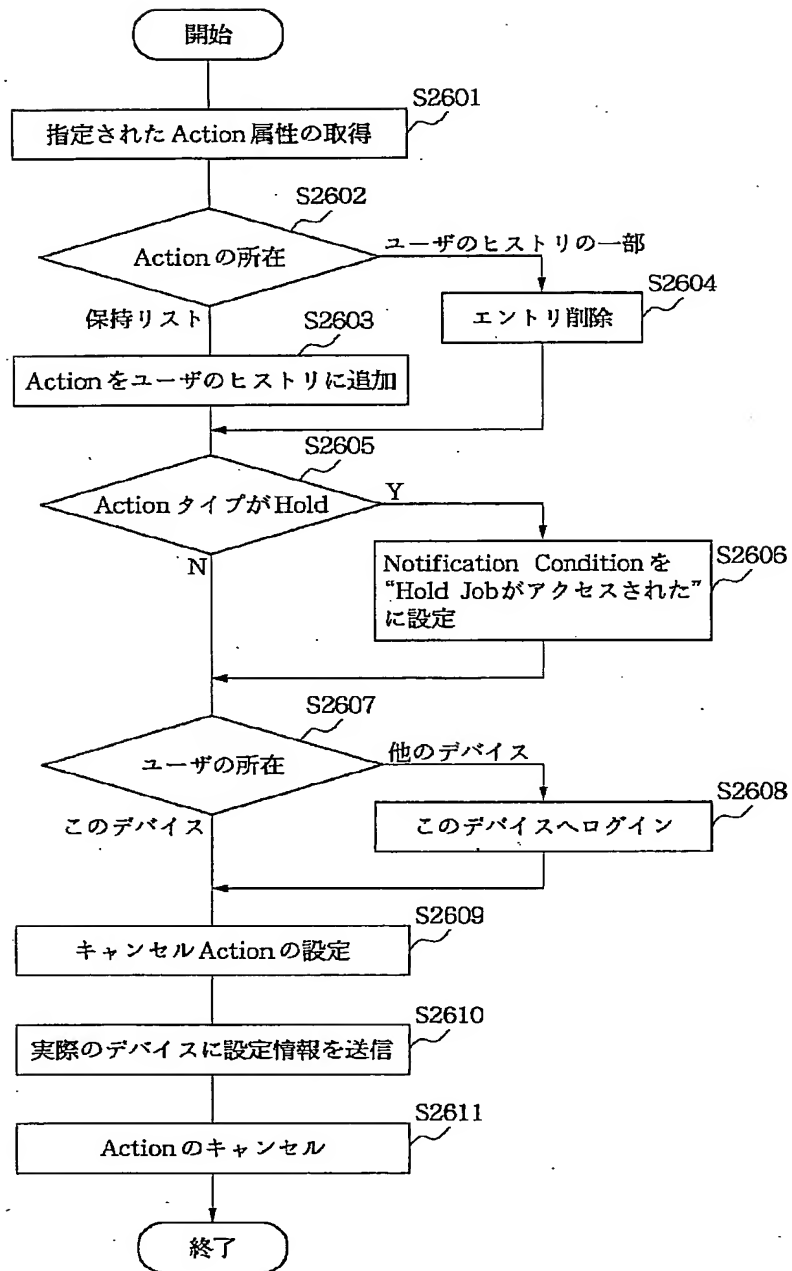 開始
S2601
指定されたAction属性の取得
S2602
Actionの所在
ユーザのヒストリの一部
S2604
エントリ削除
保持リスト
S2603
Actionをユーザのヒストリに追加
S2605
ActionタイプがHold
Y
N
S2606
Notification Conditionを
“Hold Jobがアクセスされた”
に設定
S2607
ユーザの所在
他のデバイス
S2608
このデバイスへログイン
このデバイス
S2609
キャンセルActionの設定
S2610
実際のデバイスに設定情報を送信
S2611
Actionのキャンセル
終了